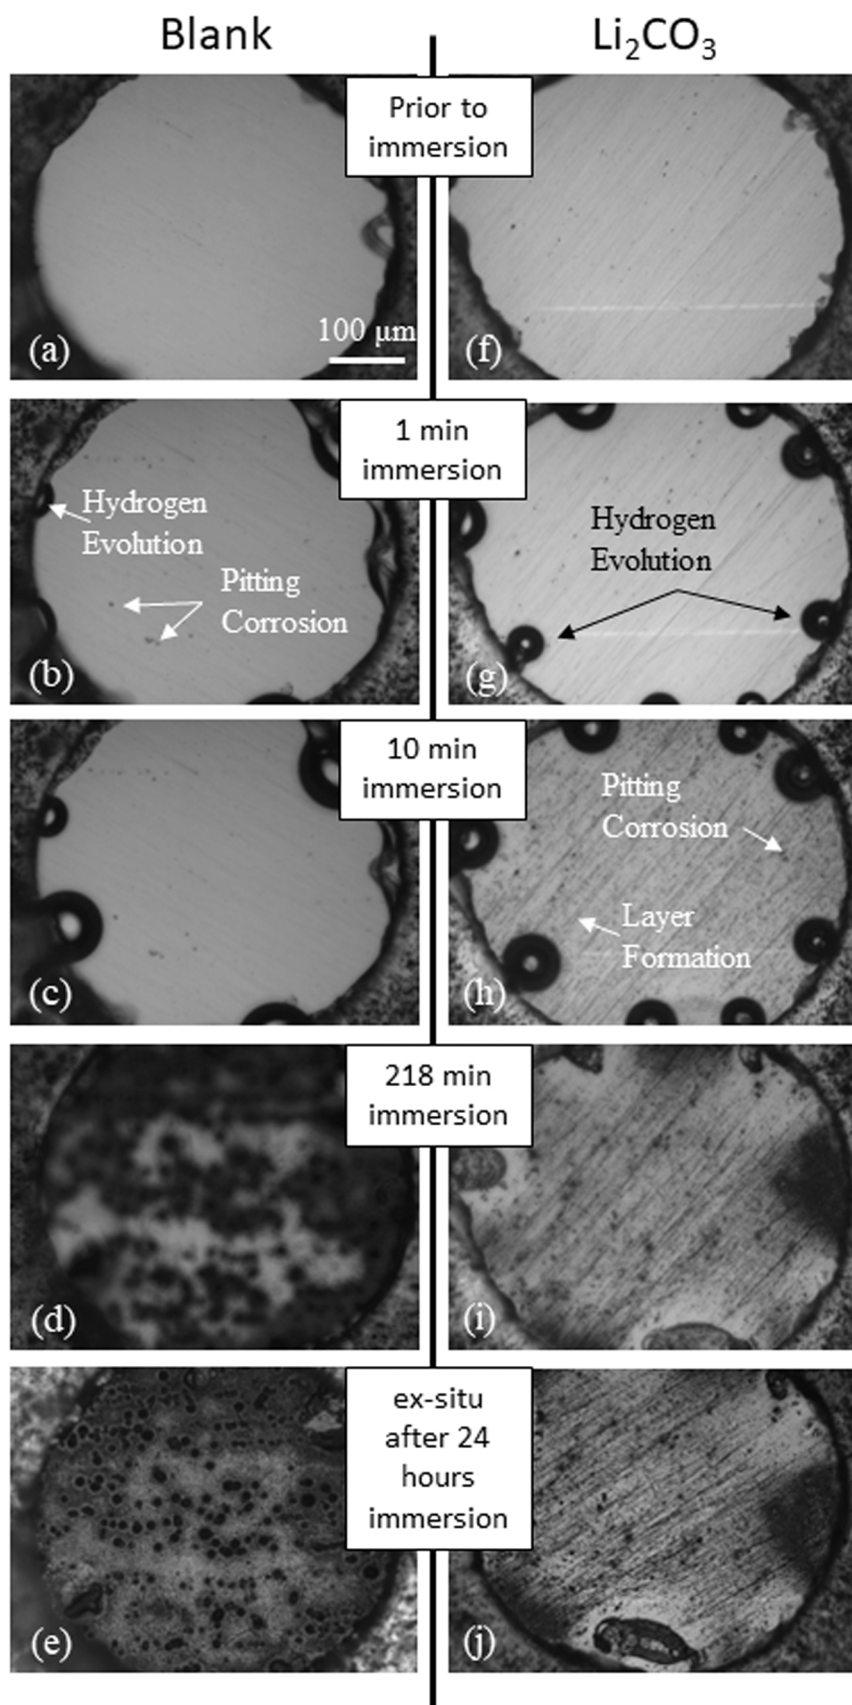 Blank
Li₂CO₃
Prior to
immersion
100 μm
(a)
(f)
1 min
immersion
Hydrogen
Evolution
Pitting
Corrosion
(b)
Hydrogen
Evolution
(g)
10 min
immersion
(c)
Pitting
Corrosion
Layer
Formation
(h)
218 min
immersion
(d)
(i)
ex-situ
after 24
hours
immersion
(e)
(j)